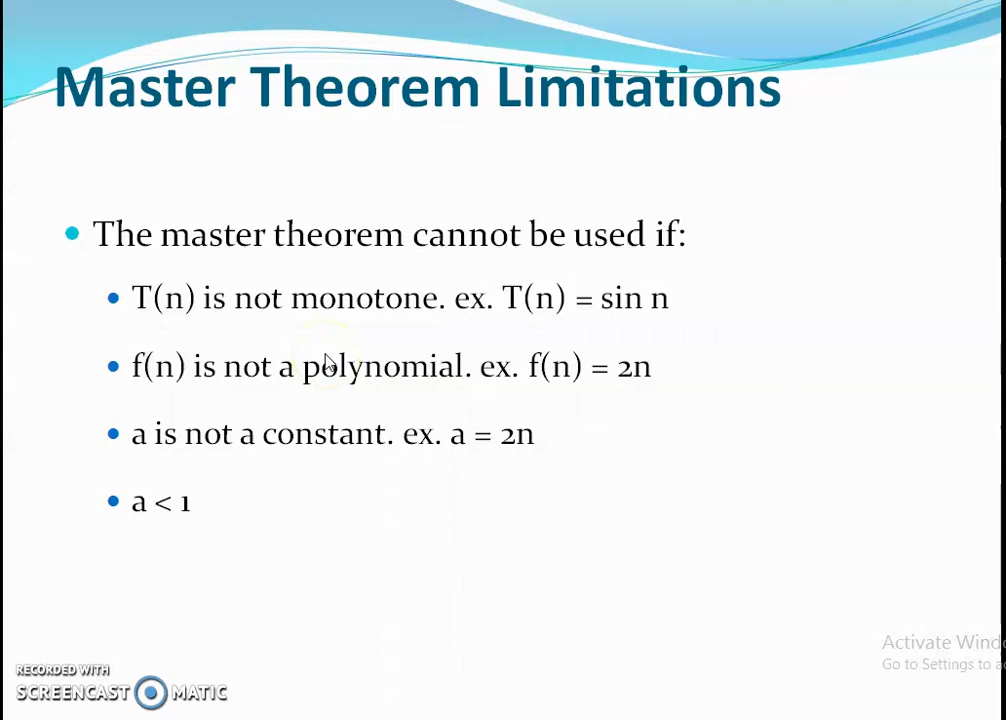 Master Theorem Limitations
The master theorem cannot be used if:
T(n) is not monotone. ex. T(n) = sin n
f(n) is not a polynomial. ex. f(n) = 2n
a is not a constant. ex. a = 2n
a < 1
Activate Wind
Go to Settings to a
RECORDED WITH
SCREENCAST MATIC